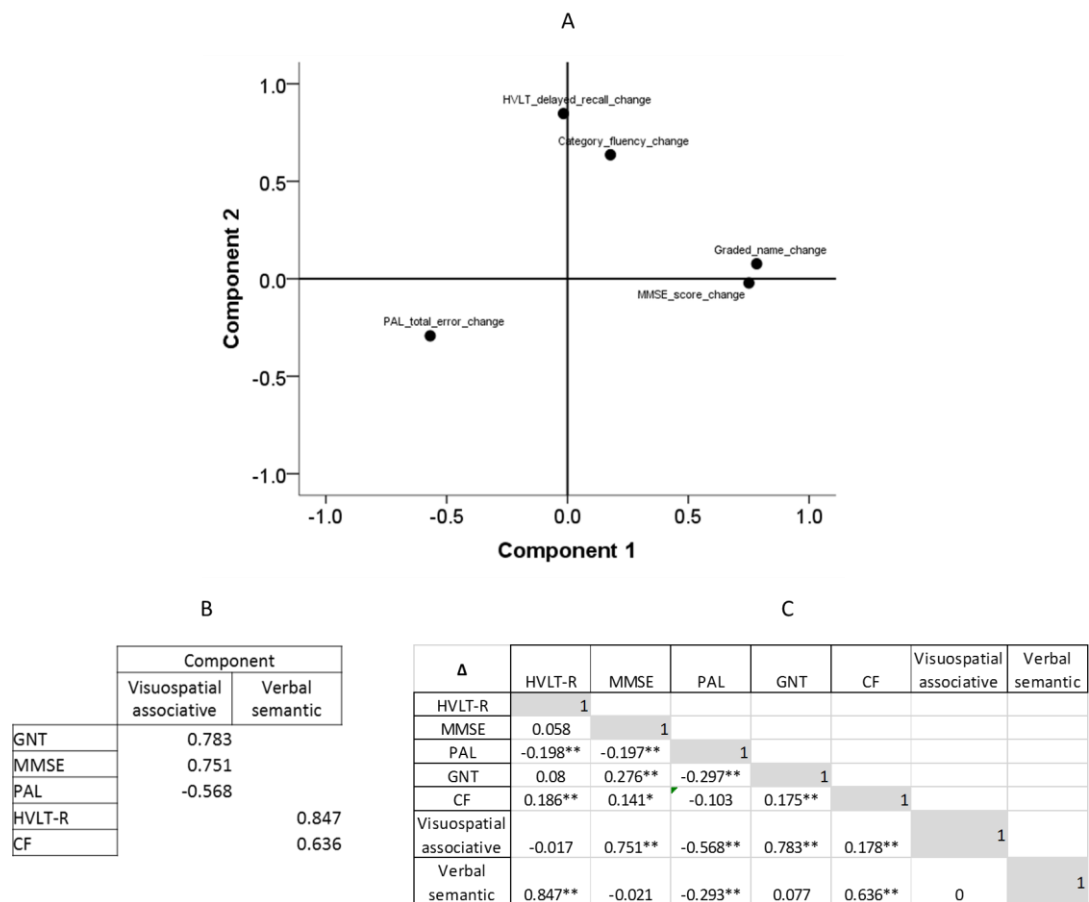 A
1.0
0.5
0.0
-0.5
-1.0
Component 2
HVLT_delayed_recall_change
Category_fluency_change
Graded_name_change
MMSE_score_change
PAL_total_error_change
-1.0 -0.5 0.0 0.5 1.0
Component 1
B
Component
Visuospatial associative Verbal semantic
GNT 0.783
MMSE 0.751
PAL -0.568
HVLT-R 0.847
CF 0.636
C
Δ HVLT-R MMSE PAL GNT CF Visuospatial associative Verbal semantic
HVLT-R 1
MMSE 0.058 1
PAL -0.198** -0.197** 1
GNT 0.08 0.276** -0.297** 1
CF 0.186** 0.141* -0.103 0.175** 1
Visuospatial associative -0.017 0.751** -0.568** 0.783** 0.178** 1
Verbal semantic 0.847** -0.021 -0.293** 0.077 0.636** 0 1